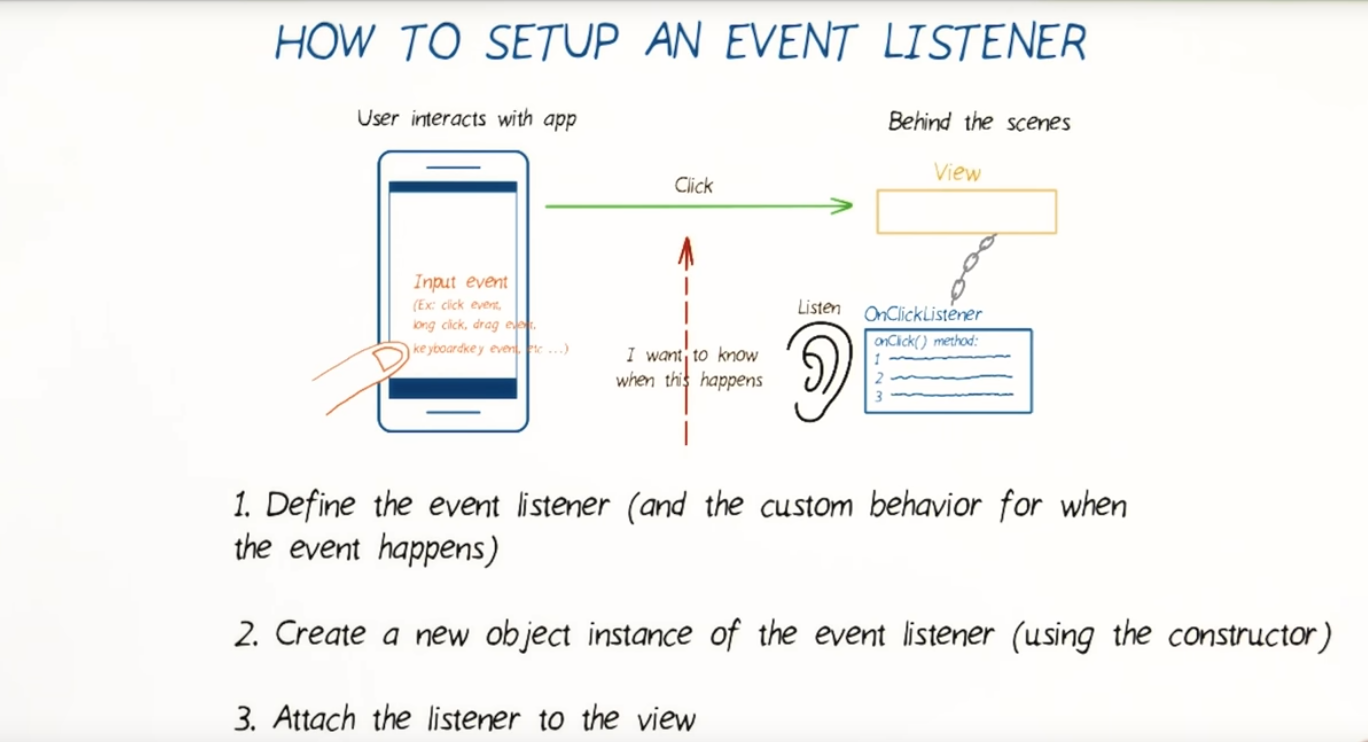 HOW TO SETUP AN EVENT LISTENER
User interacts with app
Behind the scenes
View
Click
Input event
(Ex: click event,
long click, drag event,
keyboardkey event, etc ...)
I want to know
when this happens
Listen
OnClickListener
onClick() method:
1
2
3
1. Define the event listener (and the custom behavior for when
the event happens)
2. Create a new object instance of the event listener (using the constructor)
3. Attach the listener to the view